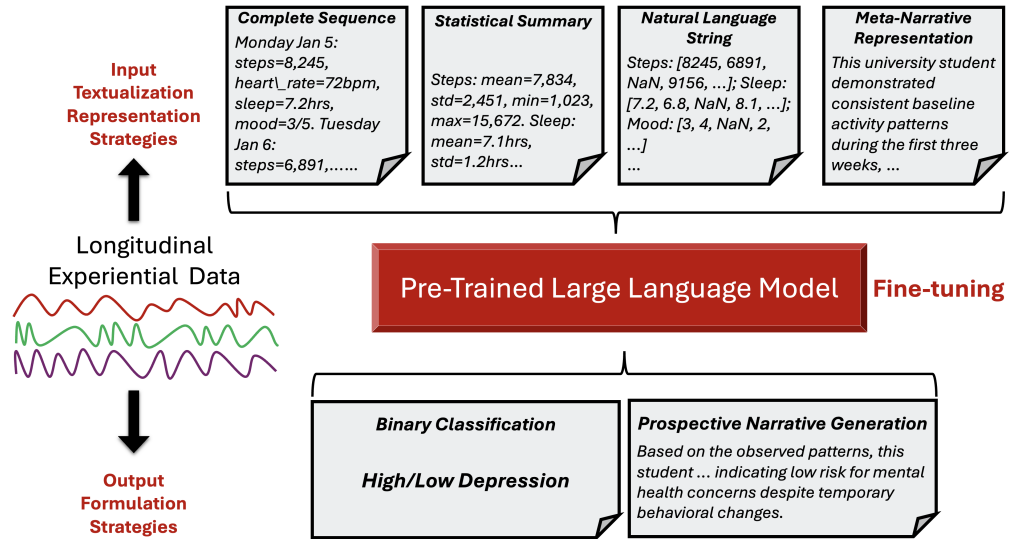 Input
Textualization
Representation
Strategies
Complete Sequence
Monday Jan 5:
steps=8,245,
heart\_rate=72bpm,
sleep=7.2hrs,
mood=3/5. Tuesday
Jan 6:
steps=6,891,......
Statistical Summary
Steps: mean=7,834,
std=2,451, min=1,023,
max=15,672. Sleep:
mean=7.1hrs,
std=1.2hrs...
Natural Language
String
Steps: [8245, 6891,
NaN, 9156, ...]; Sleep:
[7.2, 6.8, NaN, 8.1, ...];
Mood: [3, 4, NaN, 2,
...]
...
Meta-Narrative
Representation
This university student
demonstrated
consistent baseline
activity patterns
during the first three
weeks, ...
Longitudinal
Experiential Data
Pre-Trained Large Language Model
Fine-tuning
Output
Formulation
Strategies
Binary Classification
High/Low Depression
Prospective Narrative Generation
Based on the observed patterns, this
student ... indicating low risk for mental
health concerns despite temporary
behavioral changes.